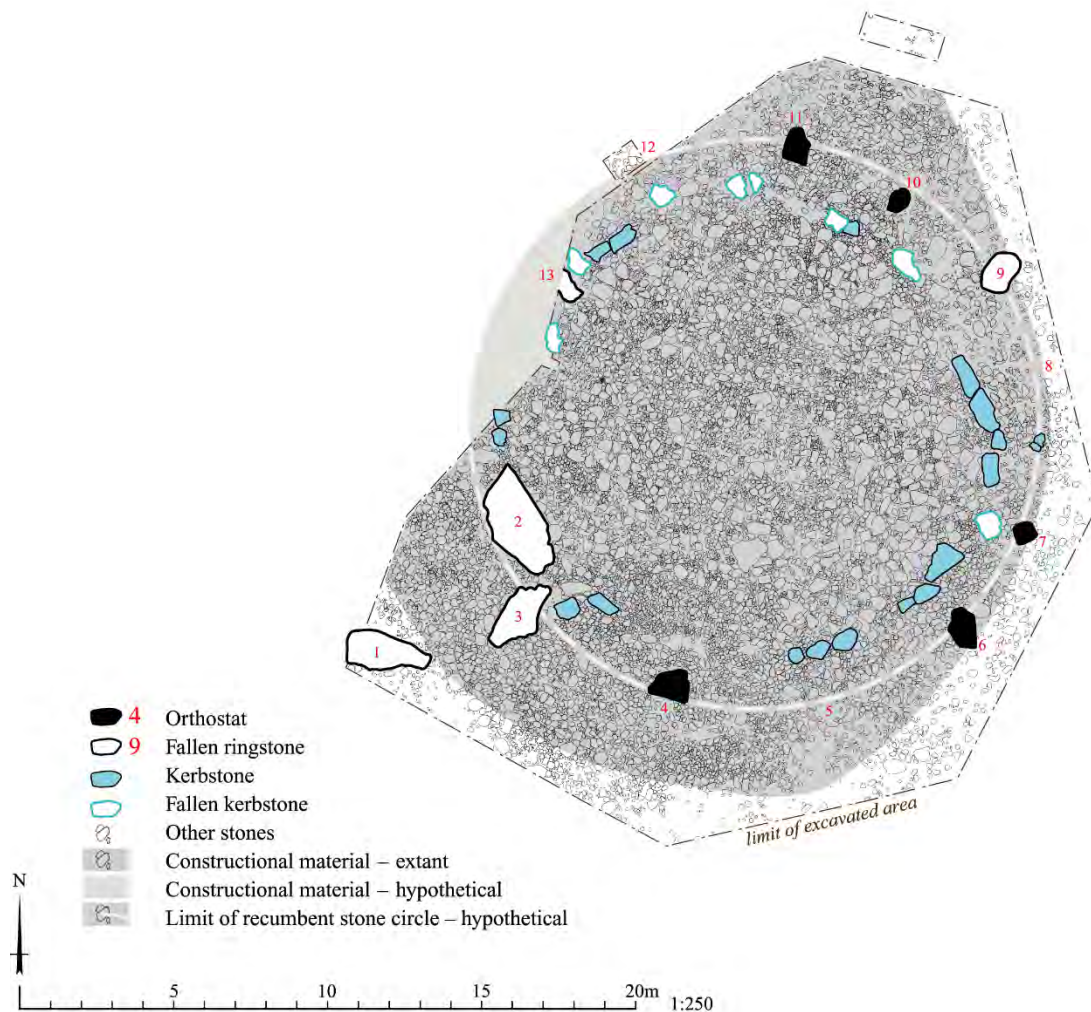 11
12
10
13
9
8
2
7
3
6
1
4
5
limit of excavated area
4 Orthostat
9 Fallen ringstone
Kerbstone
Fallen kerbstone
Other stones
Constructional material – extant
Constructional material – hypothetical
Limit of recumbent stone circle – hypothetical
N
5 10 15 20m 1:250